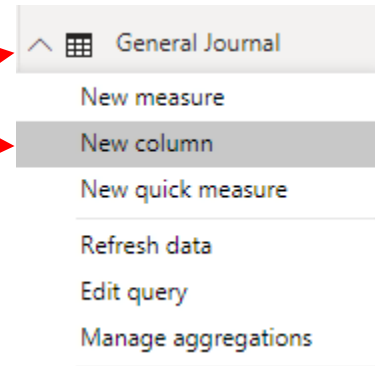 General Journal
New measure
New column
New quick measure
Refresh data
Edit query
Manage aggregations